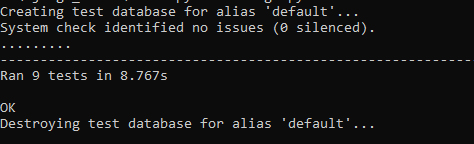 Creating test database for alias 'default'...
System check identified no issues (0 silenced).
.........
----------------------------------------------------------------------
Ran 9 tests in 8.767s
OK
Destroying test database for alias 'default'...